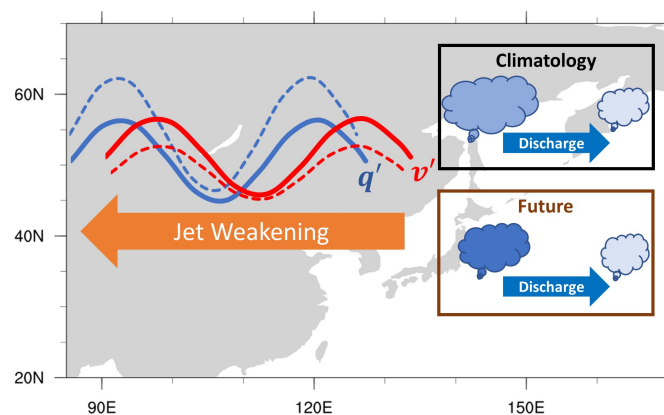 60N
40N
20N
90E
120E
150E
Climatology
Discharge
Future
Discharge
q′
v′
Jet Weakening